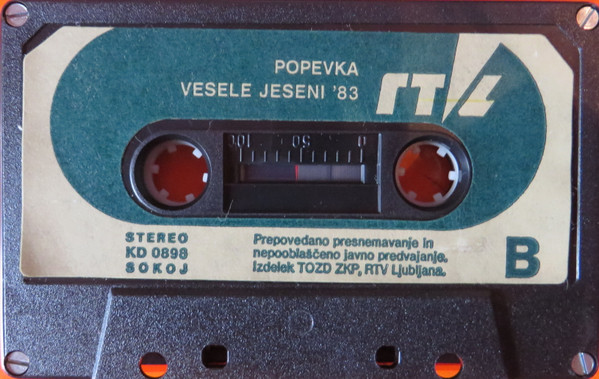 POPEVKA
VESELE JESENI '83
RTVL
100 50 0
STEREO
KD 0898
SOKOJ
Prepovedano presnemavanje in
nepooblaščeno javno predvajanje.
Izdelek TOZD ZKP, RTV Ljubljana.
B